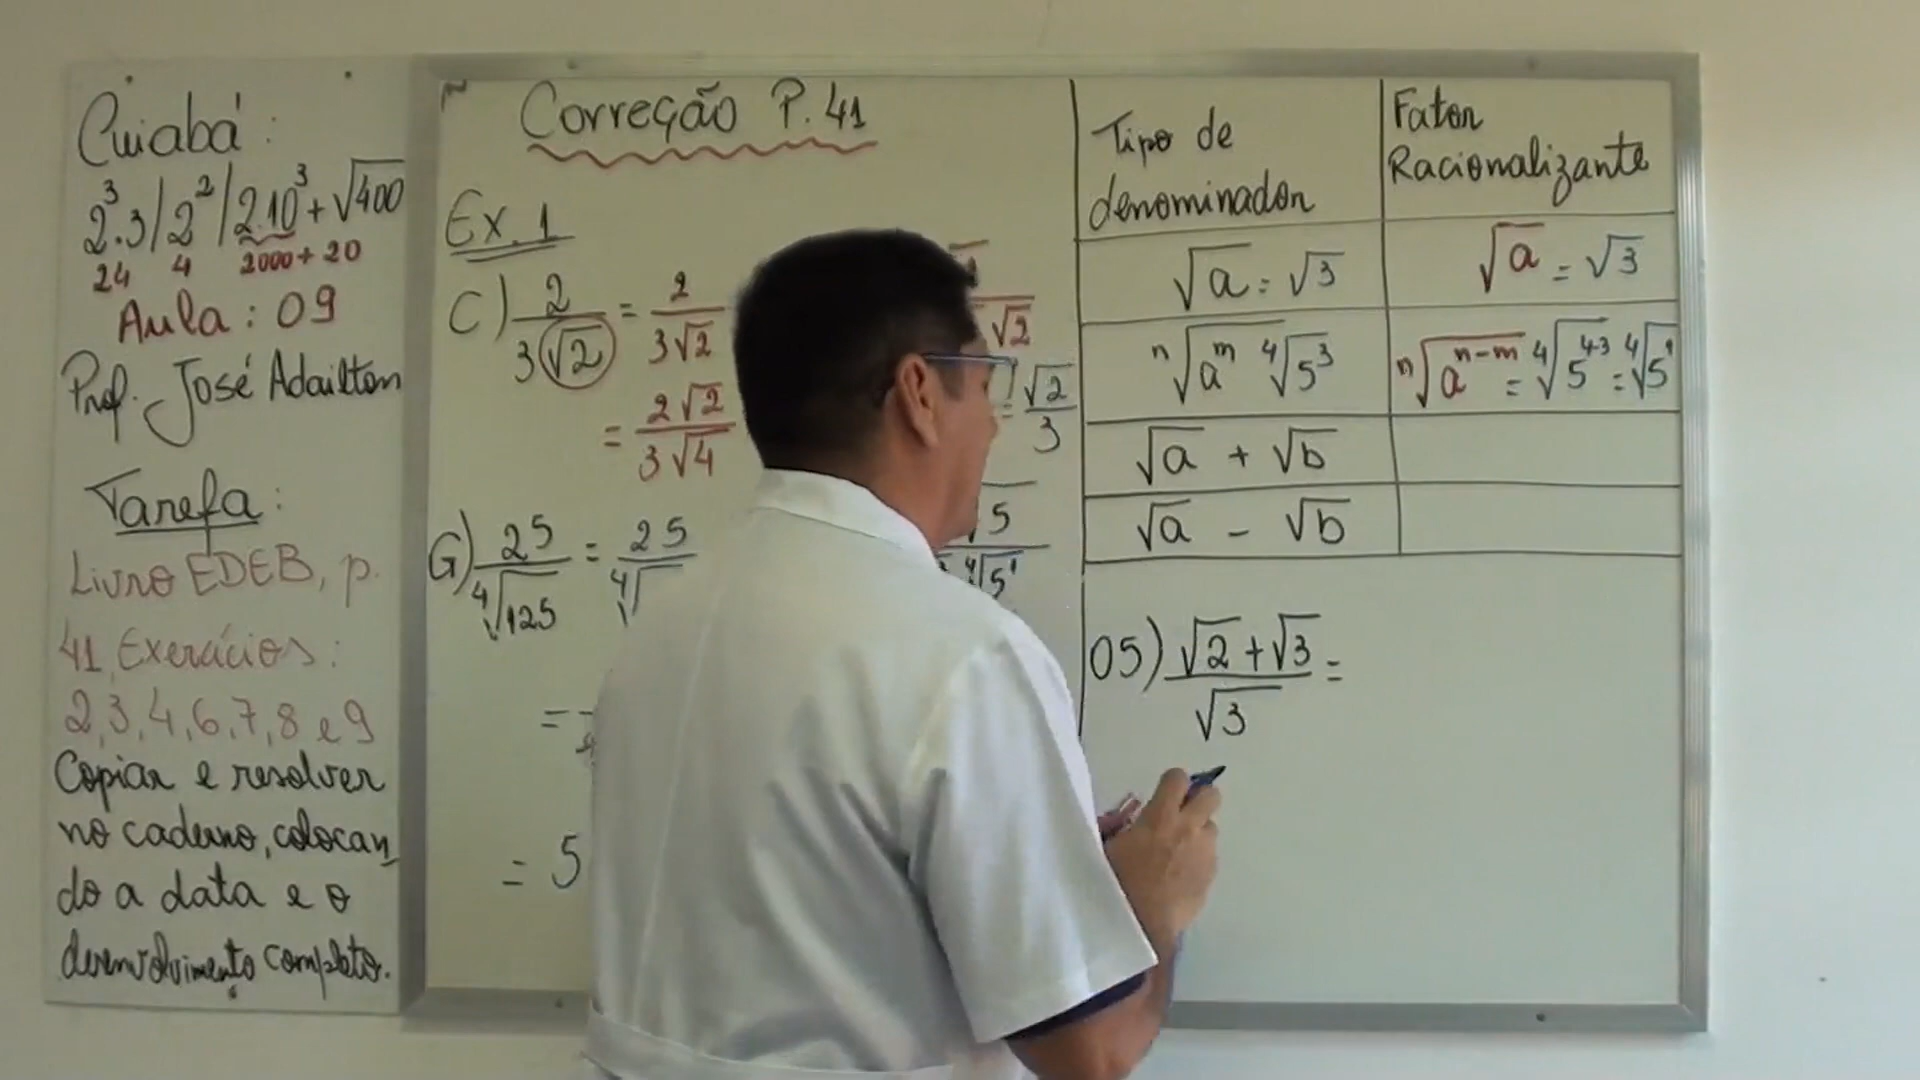 Cuiabá:
2³.3/2²/2.10³+√400
24 4 2000+20
Aula: 09
Prof. José Adailton
Tarefa:
Livro EDEB, p.
41, Exercícios:
2,3,4,6,7,8 e 9
Copiar e resolver
no caderno, colocan
do a data e o
desenvolvimento completo.
Correção P.41
Ex. 1
C) 2/3√2 = 2/3√2
√2
= 2√2/3√4
= √2/3
G) 25/⁴√125 = 25/⁴√
5
⁴√5¹
=
= 5
Tipo de
denominador
Fator
Racionalizante
√a = √3
√a = √3
ⁿ√aᵐ ⁴√5³
ⁿ√aⁿ⁻ᵐ = ⁴√5⁴⁻³ = ⁴√5¹
√a + √b
√a - √b
05) √2+√3/√3 =